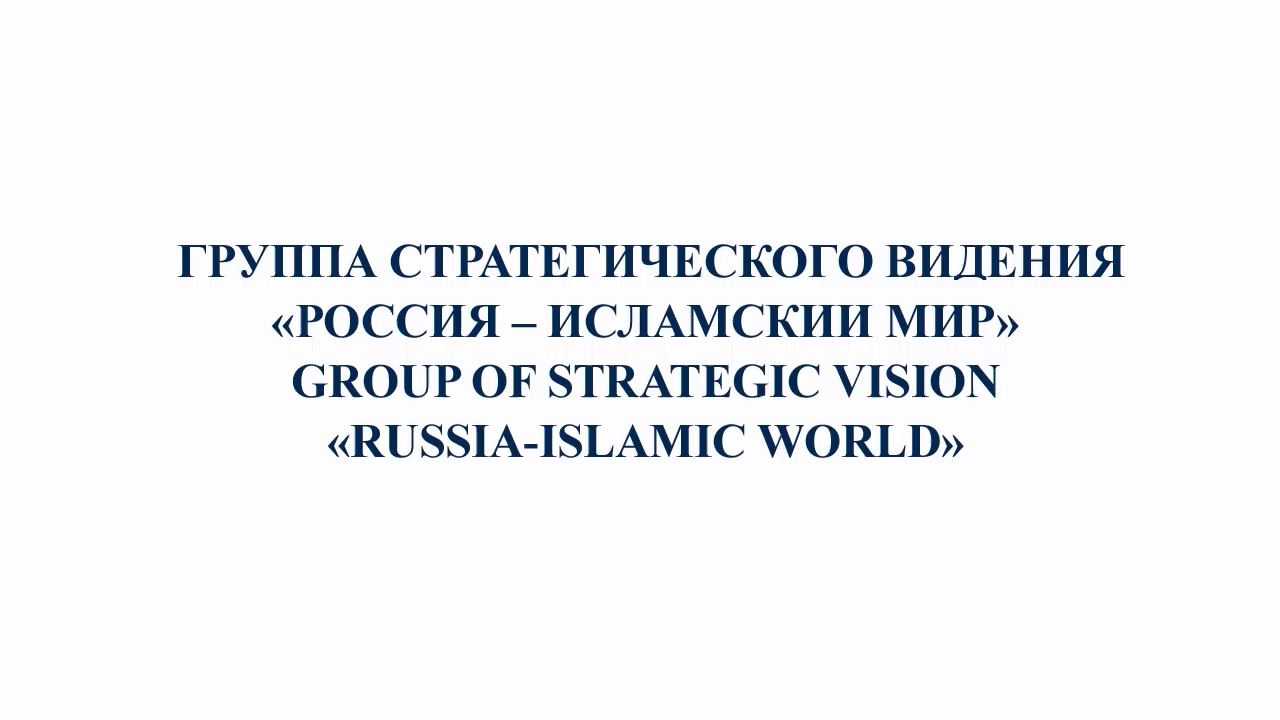 ГРУППА СТРАТЕГИЧЕСКОГО ВИДЕНИЯ
«РОССИЯ – ИСЛАМСКИИ МИР»
GROUP OF STRATEGIC VISION
«RUSSIA-ISLAMIC WORLD»